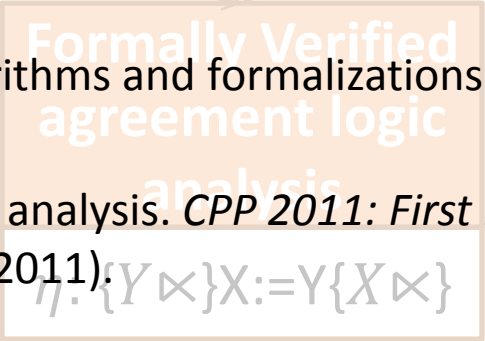 Formally Verified
rithms and formalizations
agreement logic
analysis
analysis. CPP 2011: First
2011).
η: {Y⋉}X:=Y{X⋉}